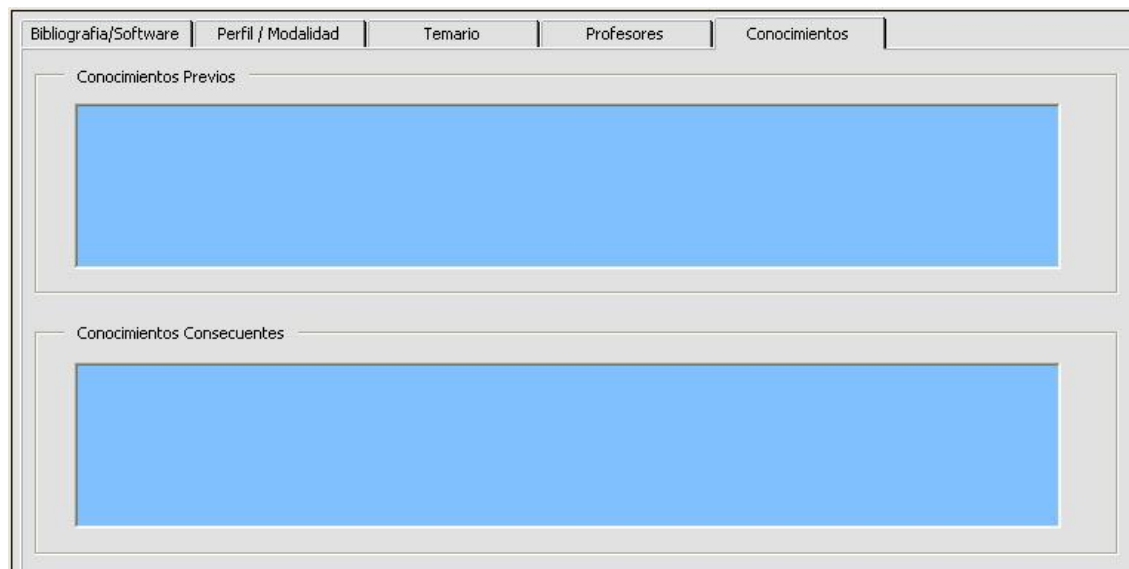 Bibliografia/Software Perfil / Modalidad Temario Profesores Conocimientos
Conocimientos Previos
Conocimientos Consecuentes